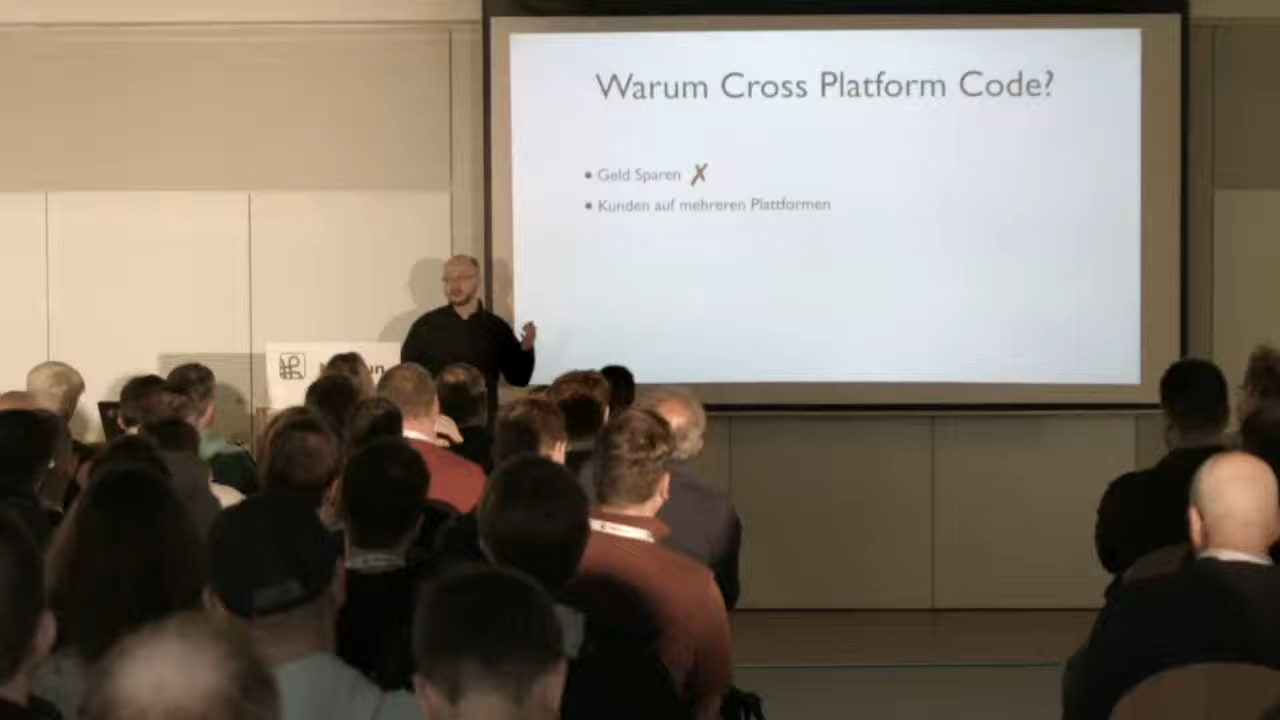 Warum Cross Platform Code?
• Geld Sparen ✗
• Kunden auf mehreren Plattformen